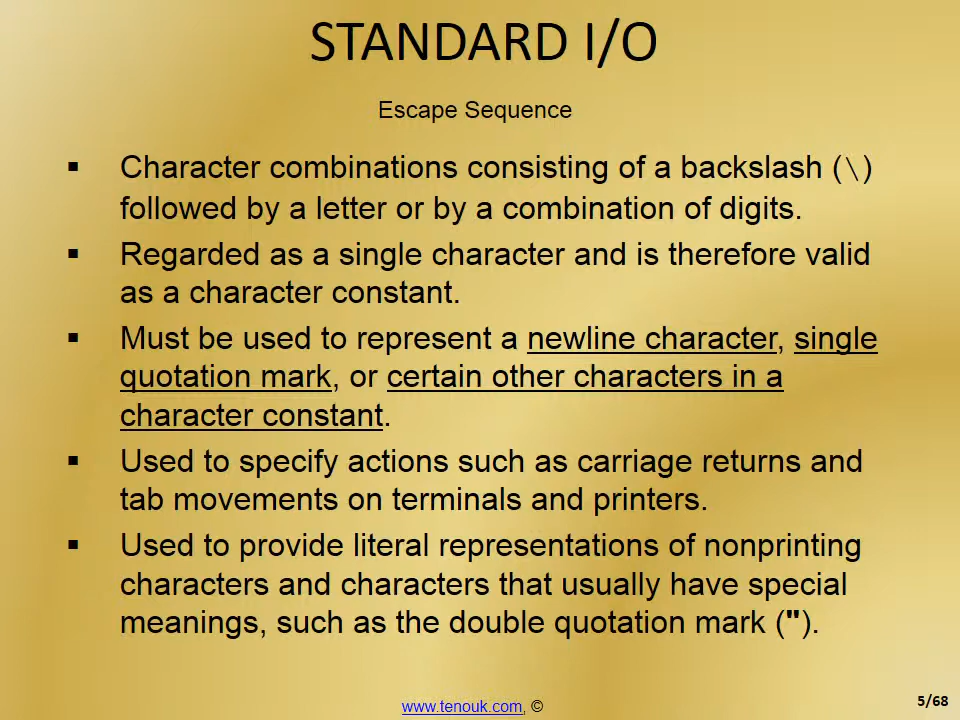 STANDARD I/O
Escape Sequence
▪ Character combinations consisting of a backslash (\)
followed by a letter or by a combination of digits.
▪ Regarded as a single character and is therefore valid
as a character constant.
▪ Must be used to represent a newline character, single
quotation mark, or certain other characters in a
character constant.
▪ Used to specify actions such as carriage returns and
tab movements on terminals and printers.
▪ Used to provide literal representations of nonprinting
characters and characters that usually have special
meanings, such as the double quotation mark (").
www.tenouk.com, ©
5/68